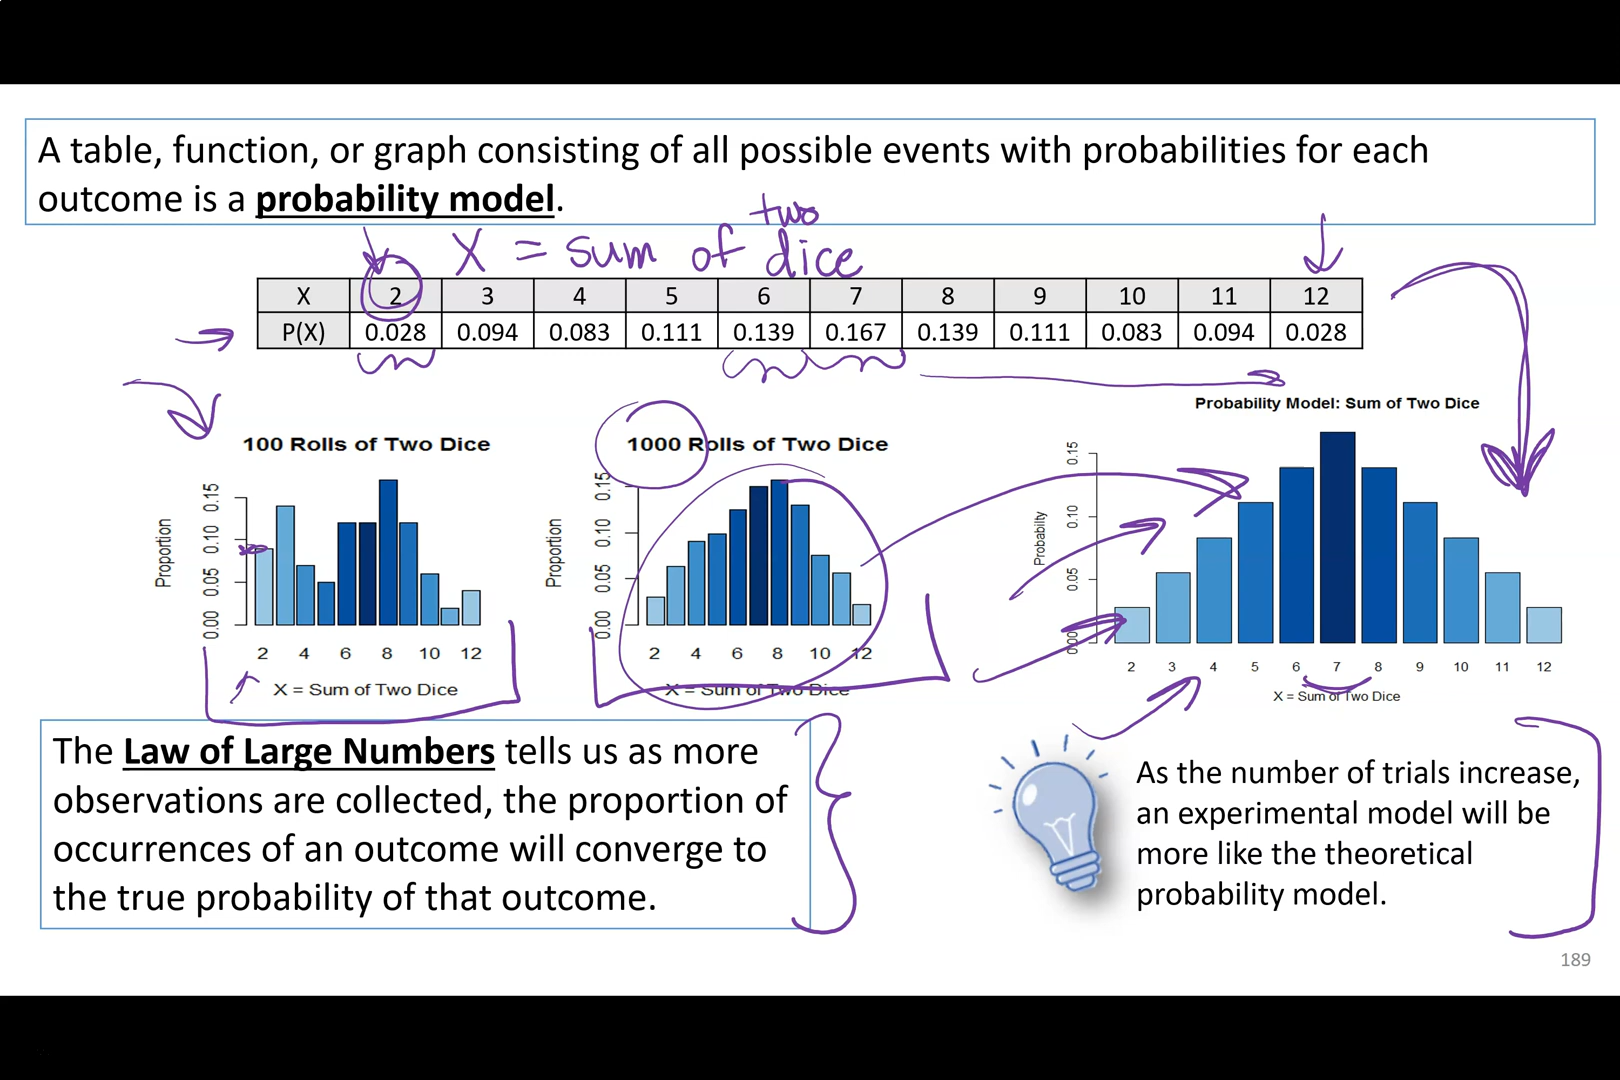 A table, function, or graph consisting of all possible events with probabilities for each
outcome is a probability model.
two
X = sum of dice
X 2 3 4 5 6 7 8 9 10 11 12
P(X) 0.028 0.094 0.083 0.111 0.139 0.167 0.139 0.111 0.083 0.094 0.028
100 Rolls of Two Dice
Proportion
0.00 0.05 0.10 0.15
2 4 6 8 10 12
X = Sum of Two Dice
1000 Rolls of Two Dice
Proportion
0.00 0.05 0.10 0.15
2 4 6 8 10 12
X = Sum of Two Dice
Probability Model: Sum of Two Dice
Probability
0.00 0.05 0.10 0.15
2 3 4 5 6 7 8 9 10 11 12
X = Sum of Two Dice
The Law of Large Numbers tells us as more
observations are collected, the proportion of
occurrences of an outcome will converge to
the true probability of that outcome.
As the number of trials increase,
an experimental model will be
more like the theoretical
probability model.
189